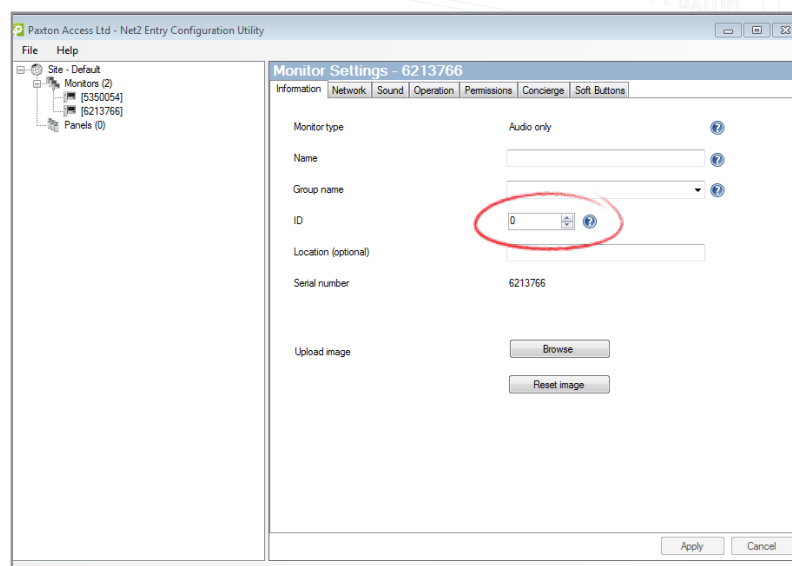 Paxton
Paxton Access Ltd - Net2 Entry Configuration Utility
File Help
Site - Default
Monitors (2)
[5350054]
[6213766]
Panels (0)
Monitor Settings - 6213766
Information Network Sound Operation Permissions Concierge Soft Buttons
Monitor type Audio only
Name
Group name
ID 0
Location (optional)
Serial number 6213766
Upload image Browse
Reset image
Apply Cancel